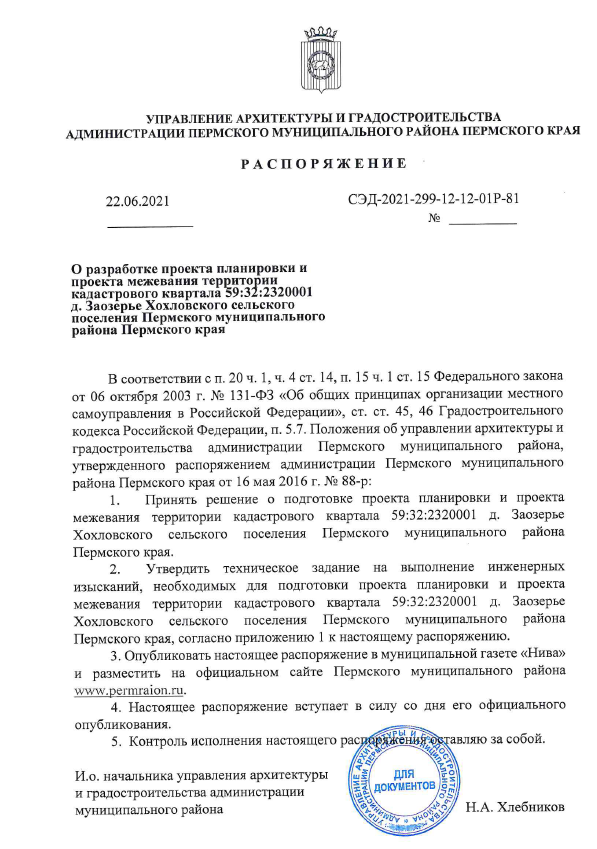 УПРАВЛЕНИЕ АРХИТЕКТУРЫ И ГРАДОСТРОИТЕЛЬСТВА
АДМИНИСТРАЦИИ ПЕРМСКОГО МУНИЦИПАЛЬНОГО РАЙОНА ПЕРМСКОГО КРАЯ
Р А С П О Р Я Ж Е Н И Е
22.06.2021
СЭД-2021-299-12-12-01Р-81
№
О разработке проекта планировки и
проекта межевания территории
кадастрового квартала 59:32:2320001
д. Заозерье Хохловского сельского
поселения Пермского муниципального
района Пермского края
В соответствии с п. 20 ч. 1, ч. 4 ст. 14, п. 15 ч. 1 ст. 15 Федерального закона
от 06 октября 2003 г. № 131-ФЗ «Об общих принципах организации местного
самоуправления в Российской Федерации», ст. ст. 45, 46 Градостроительного
кодекса Российской Федерации, п. 5.7. Положения об управлении архитектуры и
градостроительства администрации Пермского муниципального района,
утвержденного распоряжением администрации Пермского муниципального
района Пермского края от 16 мая 2016 г. № 88-р:
1. Принять решение о подготовке проекта планировки и проекта
межевания территории кадастрового квартала 59:32:2320001 д. Заозерье
Хохловского сельского поселения Пермского муниципального района
Пермского края.
2. Утвердить техническое задание на выполнение инженерных
изысканий, необходимых для подготовки проекта планировки и проекта
межевания территории кадастрового квартала 59:32:2320001 д. Заозерье
Хохловского сельского поселения Пермского муниципального района
Пермского края, согласно приложению 1 к настоящему распоряжению.
3. Опубликовать настоящее распоряжение в муниципальной газете «Нива»
и разместить на официальном сайте Пермского муниципального района
www.permraion.ru.
4. Настоящее распоряжение вступает в силу со дня его официального
опубликования.
5. Контроль исполнения настоящего распоряжения оставляю за собой.
И.о. начальника управления архитектуры
и градостроительства администрации
муниципального района
Н.А. Хлебников
ДЛЯ
ДОКУМЕНТОВ